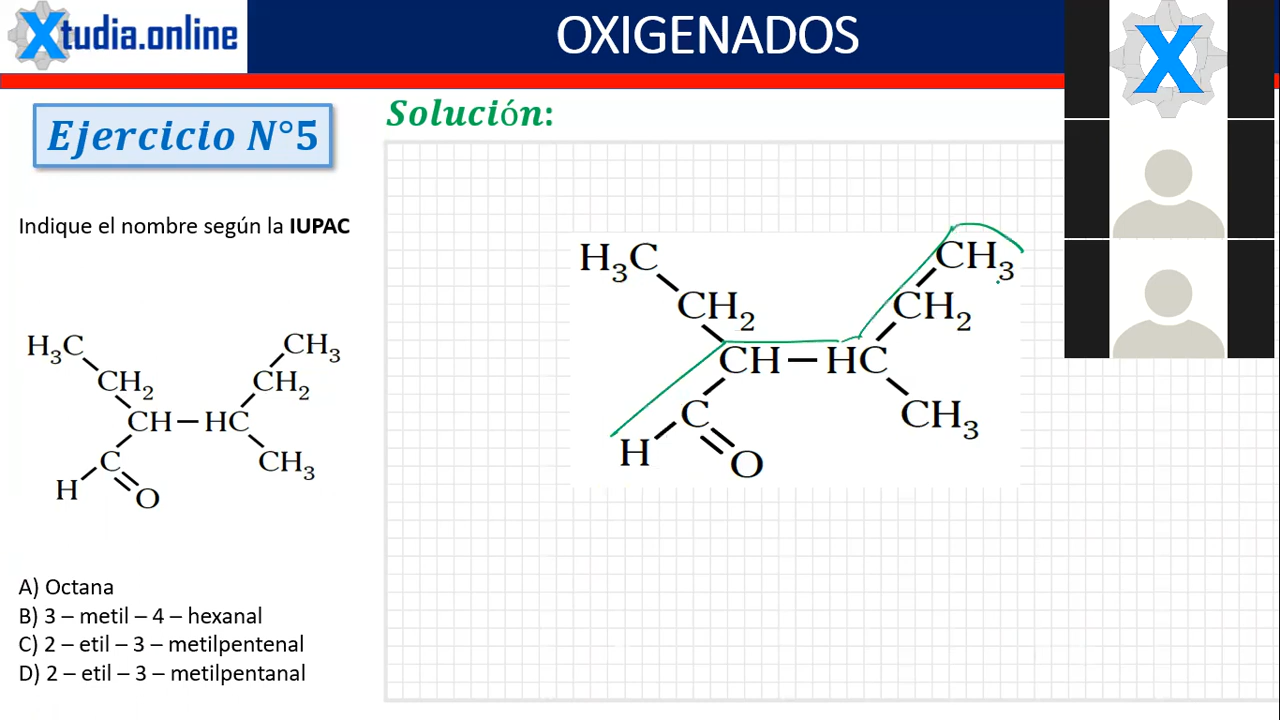 Xtudia.online
OXIGENADOS
X
Ejercicio N°5
Solución:
Indique el nombre según la IUPAC
H₃C
CH₃
CH₂
CH₂
CH – HC
C
CH₃
H
O
A) Octana
B) 3 – metil – 4 – hexanal
C) 2 – etil – 3 – metilpentenal
D) 2 – etil – 3 – metilpentanal
H₃C
CH₃
CH₂
CH₂
CH – HC
C
CH₃
H
O